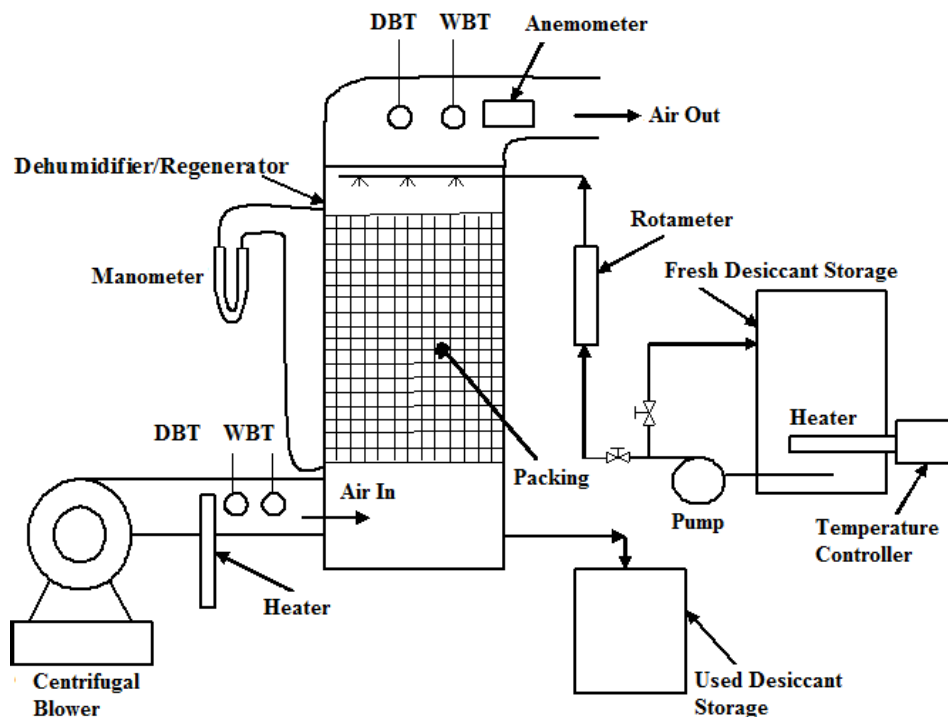 DBT
WBT
Anemometer
Air Out
Dehumidifier/Regenerator
Rotameter
Fresh Desiccant Storage
Manometer
Heater
DBT
WBT
Air In
Packing
Pump
Temperature
Controller
Heater
Centrifugal
Blower
Used Desiccant
Storage